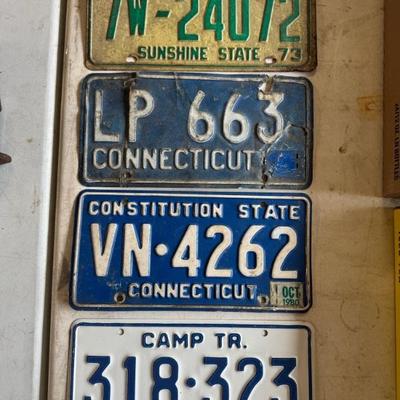 7W-24072
SUNSHINE STATE 73
LP 663
CONNECTICUT
CONSTITUTION STATE
VN·4262
CONNECTICUT
OCT
1980
CAMP TR.
318·323